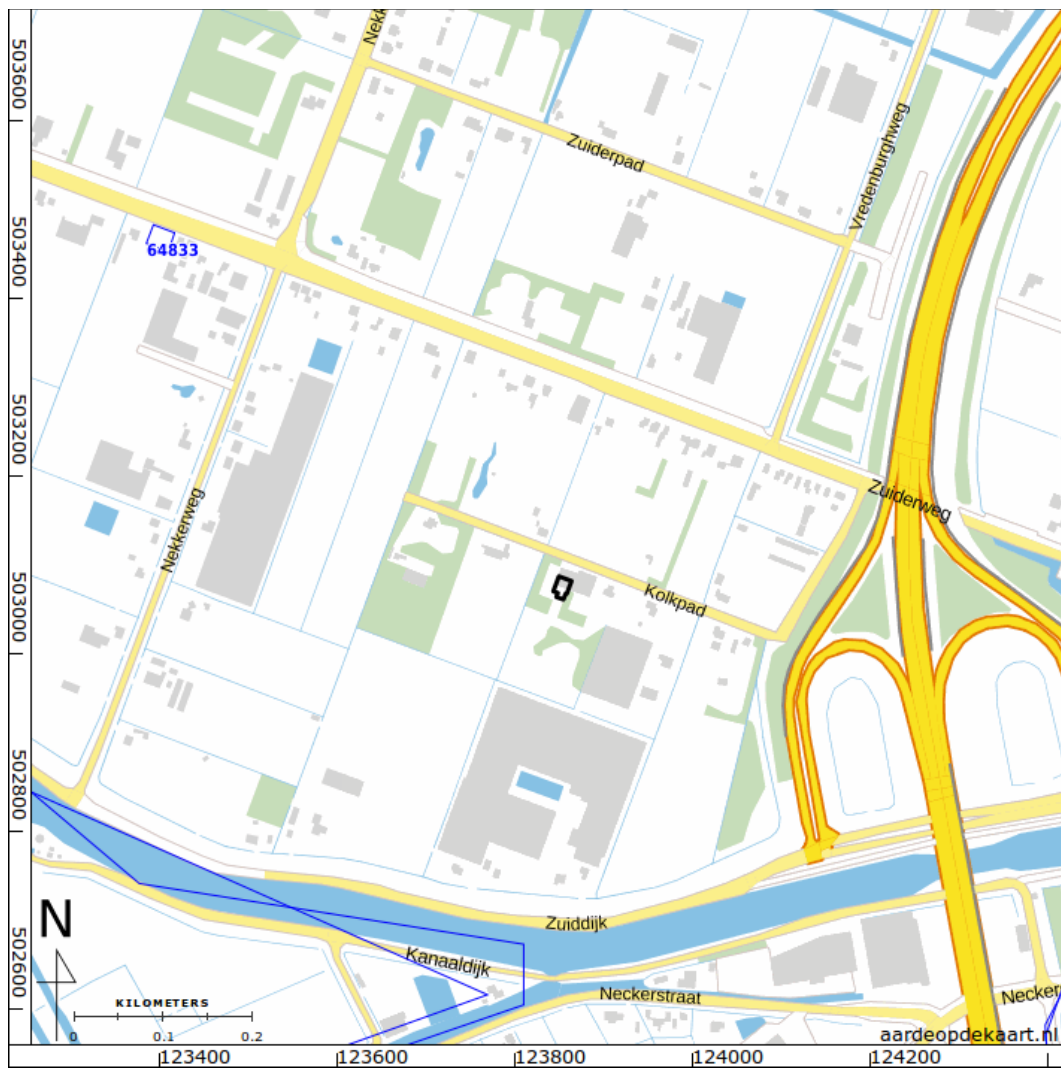 Nekk
503600
Zuiderpad
Vredenburghweg
64833
503400
503200
Zuiderweg
Nekkerweg
Kolkpad
503000
502800
N
Zuiddijk
Kanaaldijk
502600
Neckerstraat
Necker
KILOMETERS
0 0.1 0.2
aardeopdekaart.nl
123400 123600 123800 124000 124200